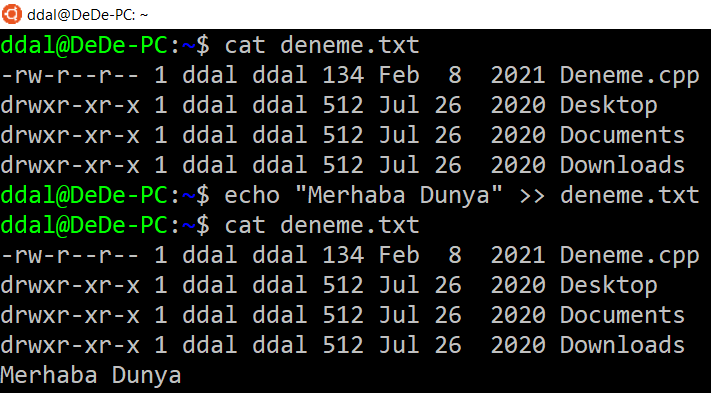 ddal@DeDe-PC: ~
ddal@DeDe-PC:~$ cat deneme.txt
-rw-r--r-- 1 ddal ddal 134 Feb  8  2021 Deneme.cpp
drwxr-xr-x 1 ddal ddal 512 Jul 26  2020 Desktop
drwxr-xr-x 1 ddal ddal 512 Jul 26  2020 Documents
drwxr-xr-x 1 ddal ddal 512 Jul 26  2020 Downloads
ddal@DeDe-PC:~$ echo "Merhaba Dunya" >> deneme.txt
ddal@DeDe-PC:~$ cat deneme.txt
-rw-r--r-- 1 ddal ddal 134 Feb  8  2021 Deneme.cpp
drwxr-xr-x 1 ddal ddal 512 Jul 26  2020 Desktop
drwxr-xr-x 1 ddal ddal 512 Jul 26  2020 Documents
drwxr-xr-x 1 ddal ddal 512 Jul 26  2020 Downloads
Merhaba Dunya